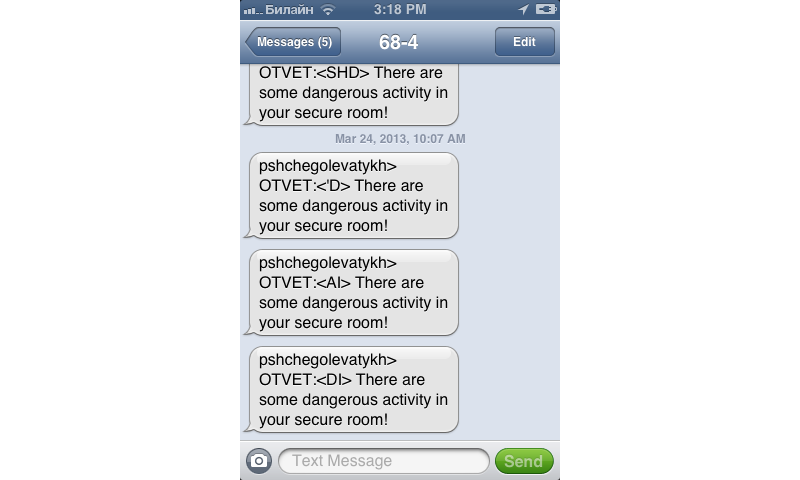 Билайн 3:18 PM
Messages (5) 68-4 Edit
OTVET:<SHD> There are
some dangerous activity in
your secure room!
Mar 24, 2013, 10:07 AM
pshchegolevatykh>
OTVET:<'D> There are
some dangerous activity in
your secure room!
pshchegolevatykh>
OTVET:<AI> There are
some dangerous activity in
your secure room!
pshchegolevatykh>
OTVET:<DI> There are
some dangerous activity in
your secure room!
Text Message Send